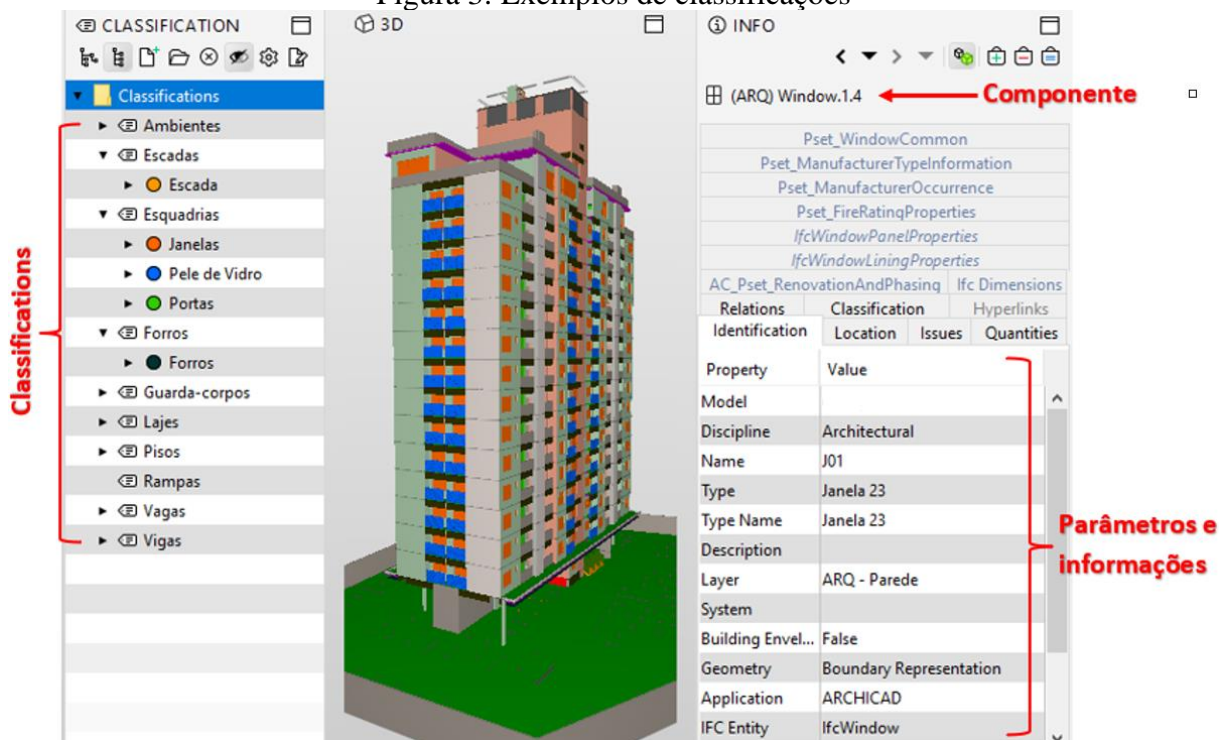 Figura 3: Exemplos de classificações
CLASSIFICATION
Classifications
Ambientes
Escadas
Escada
Esquadrias
Janelas
Pele de Vidro
Portas
Forros
Forros
Guarda-corpos
Lajes
Pisos
Rampas
Vagas
Vigas
Classifications
3D
INFO
(ARQ) Window.1.4
Componente
Pset_WindowCommon
Pset_ManufacturerTypeInformation
Pset_ManufacturerOccurrence
Pset_FireRatingProperties
IfcWindowPanelProperties
IfcWindowLiningProperties
AC_Pset_RenovationAndPhasing Ifc Dimensions
Relations Classification Hyperlinks
Identification Location Issues Quantities
Property Value
Model
Discipline Architectural
Name J01
Type Janela 23
Type Name Janela 23
Description
Layer ARQ - Parede
System
Building Envel... False
Geometry Boundary Representation
Application ARCHICAD
IFC Entity IfcWindow
Parâmetros e
informações